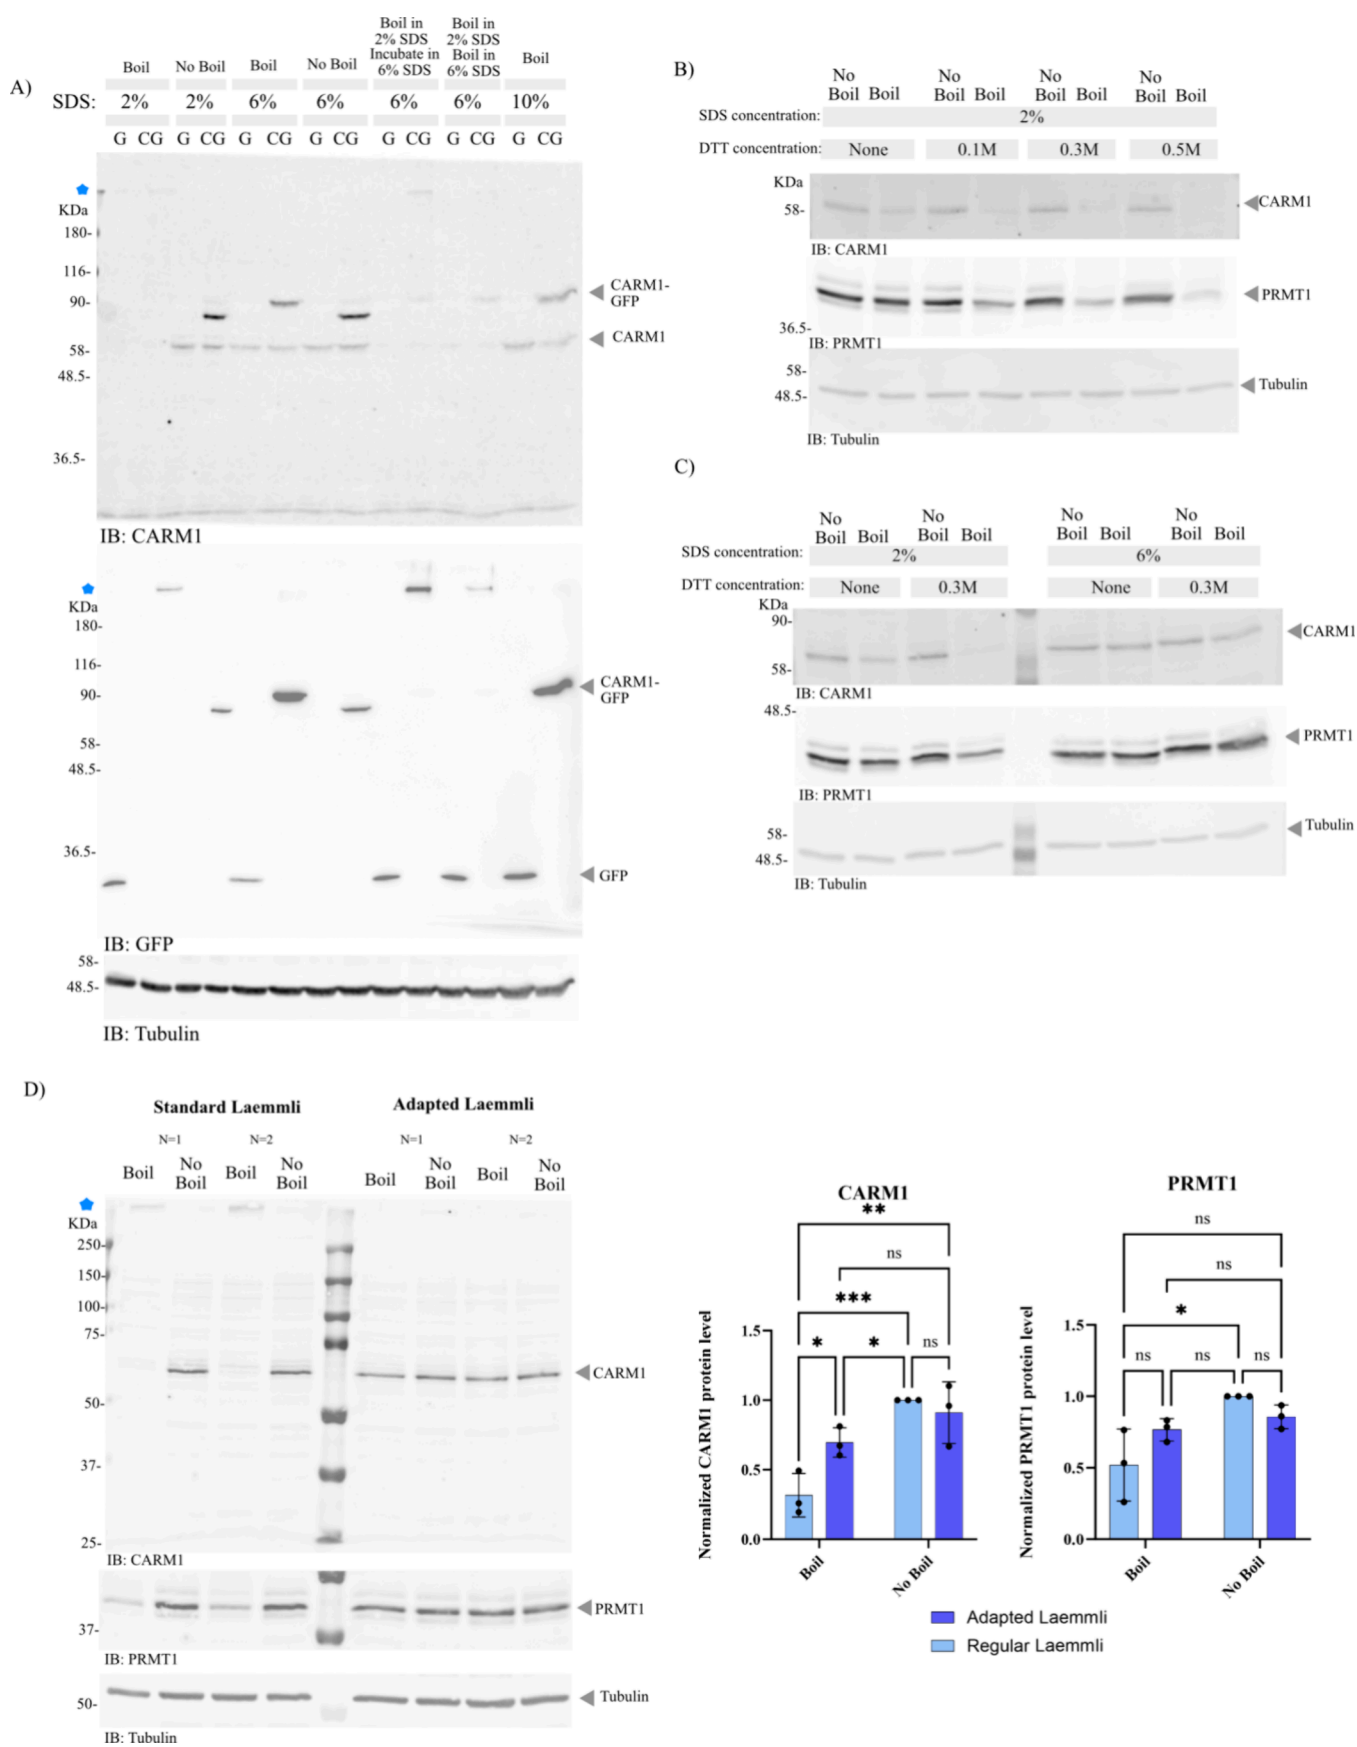 A)
Boil No Boil Boil No Boil Boil in 2% SDS Incubate in 6% SDS Boil in 2% SDS Boil in 6% SDS Boil
SDS: 2% 2% 6% 6% 6% 6% 10%
G CG G CG G CG G CG G CG G CG G CG
KDa
180-
116-
90-
58-
48.5-
36.5-
CARM1-
GFP
CARM1
IB: CARM1
KDa
180-
116-
90-
58-
48.5-
36.5-
CARM1-
GFP
GFP
IB: GFP
58-
48.5-
IB: Tubulin
B)
No Boil Boil No Boil Boil No Boil Boil No Boil Boil
SDS concentration: 2%
DTT concentration: None 0.1M 0.3M 0.5M
KDa
58-
CARM1
IB: CARM1
PRMT1
36.5-
IB: PRMT1
58-
48.5-
Tubulin
IB: Tubulin
C)
No Boil Boil No Boil Boil No Boil Boil No Boil Boil
SDS concentration: 2% 6%
DTT concentration: None 0.3M None 0.3M
KDa
90-
58-
CARM1
IB: CARM1
48.5-
PRMT1
IB: PRMT1
58-
48.5-
Tubulin
IB: Tubulin
D)
Standard Laemmli Adapted Laemmli
N=1 N=2 N=1 N=2
Boil No Boil Boil No Boil Boil No Boil Boil No Boil
KDa
250-
150-
100-
75-
50-
37-
25-
CARM1
IB: CARM1
PRMT1
37-
IB: PRMT1
50-
Tubulin
IB: Tubulin
CARM1
**
ns
***
* * ns
Normalized CARM1 protein level
1.5
1.0
0.5
0.0
Boil No Boil
PRMT1
ns
ns
*
ns ns ns
Normalized PRMT1 protein level
1.5
1.0
0.5
0.0
Boil No Boil
Adapted Laemmli
Regular Laemmli